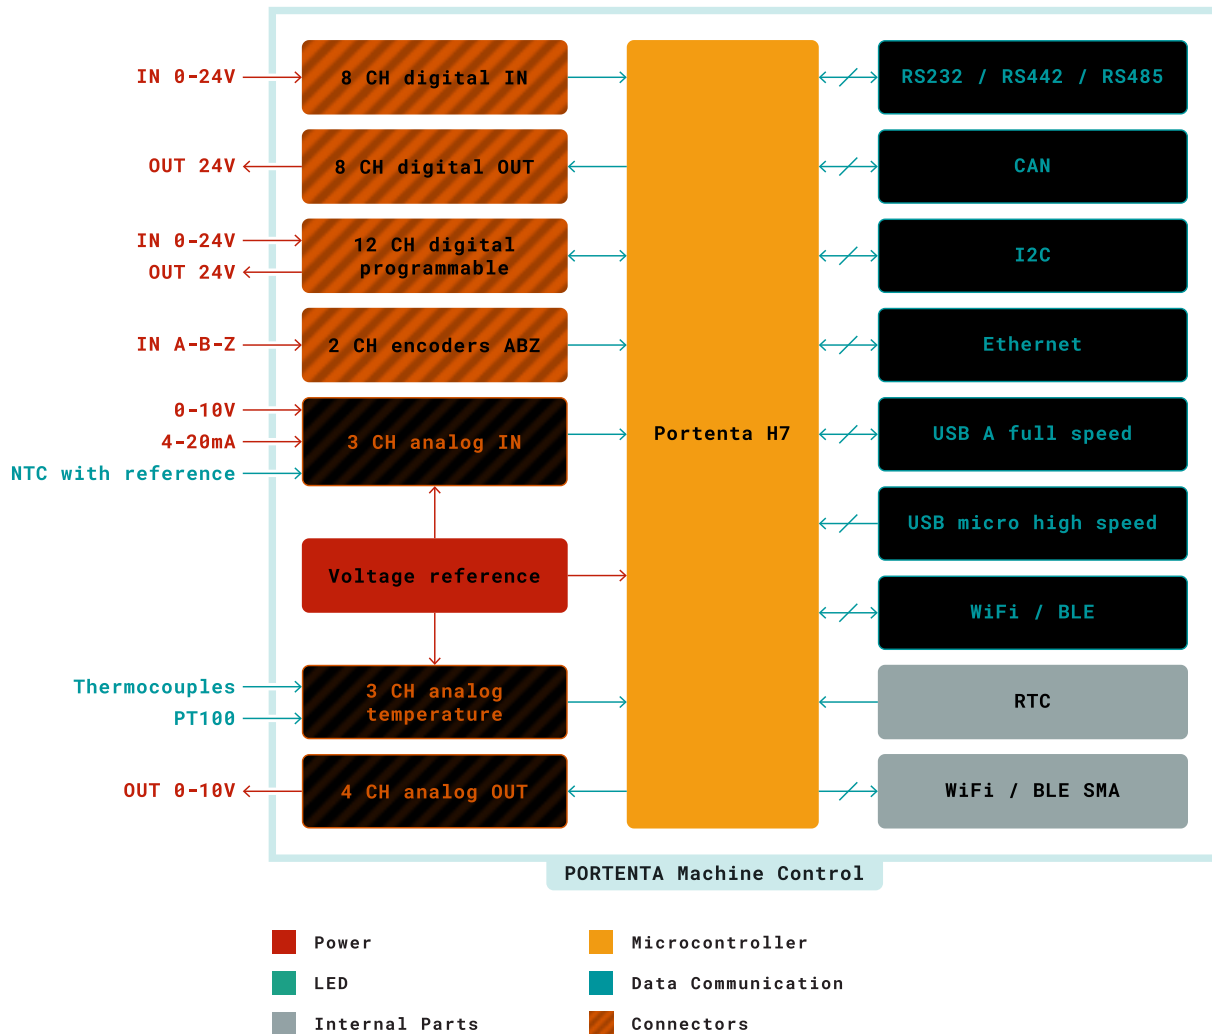 IN 0-24V
8 CH digital IN
RS232 / RS442 / RS485
OUT 24V
8 CH digital OUT
CAN
IN 0-24V
OUT 24V
12 CH digital
programmable
I2C
IN A-B-Z
2 CH encoders ABZ
Ethernet
0-10V
4-20mA
NTC with reference
3 CH analog IN
Portenta H7
USB A full speed
USB micro high speed
Voltage reference
WiFi / BLE
Thermocouples
PT100
3 CH analog
temperature
RTC
OUT 0-10V
4 CH analog OUT
WiFi / BLE SMA
PORTENTA Machine Control
Power
Microcontroller
LED
Data Communication
Internal Parts
Connectors